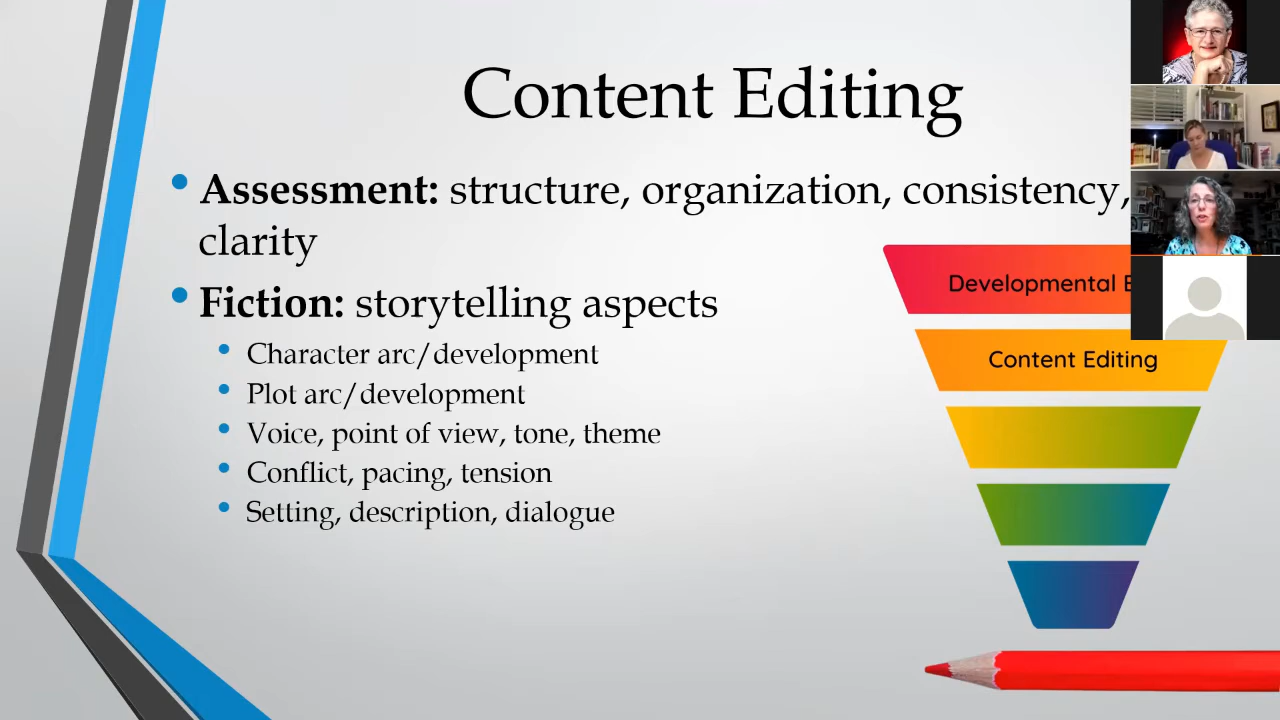 Content Editing
Assessment: structure, organization, consistency,
clarity
Fiction: storytelling aspects
Character arc/development
Plot arc/development
Voice, point of view, tone, theme
Conflict, pacing, tension
Setting, description, dialogue
Developmental
Content Editing